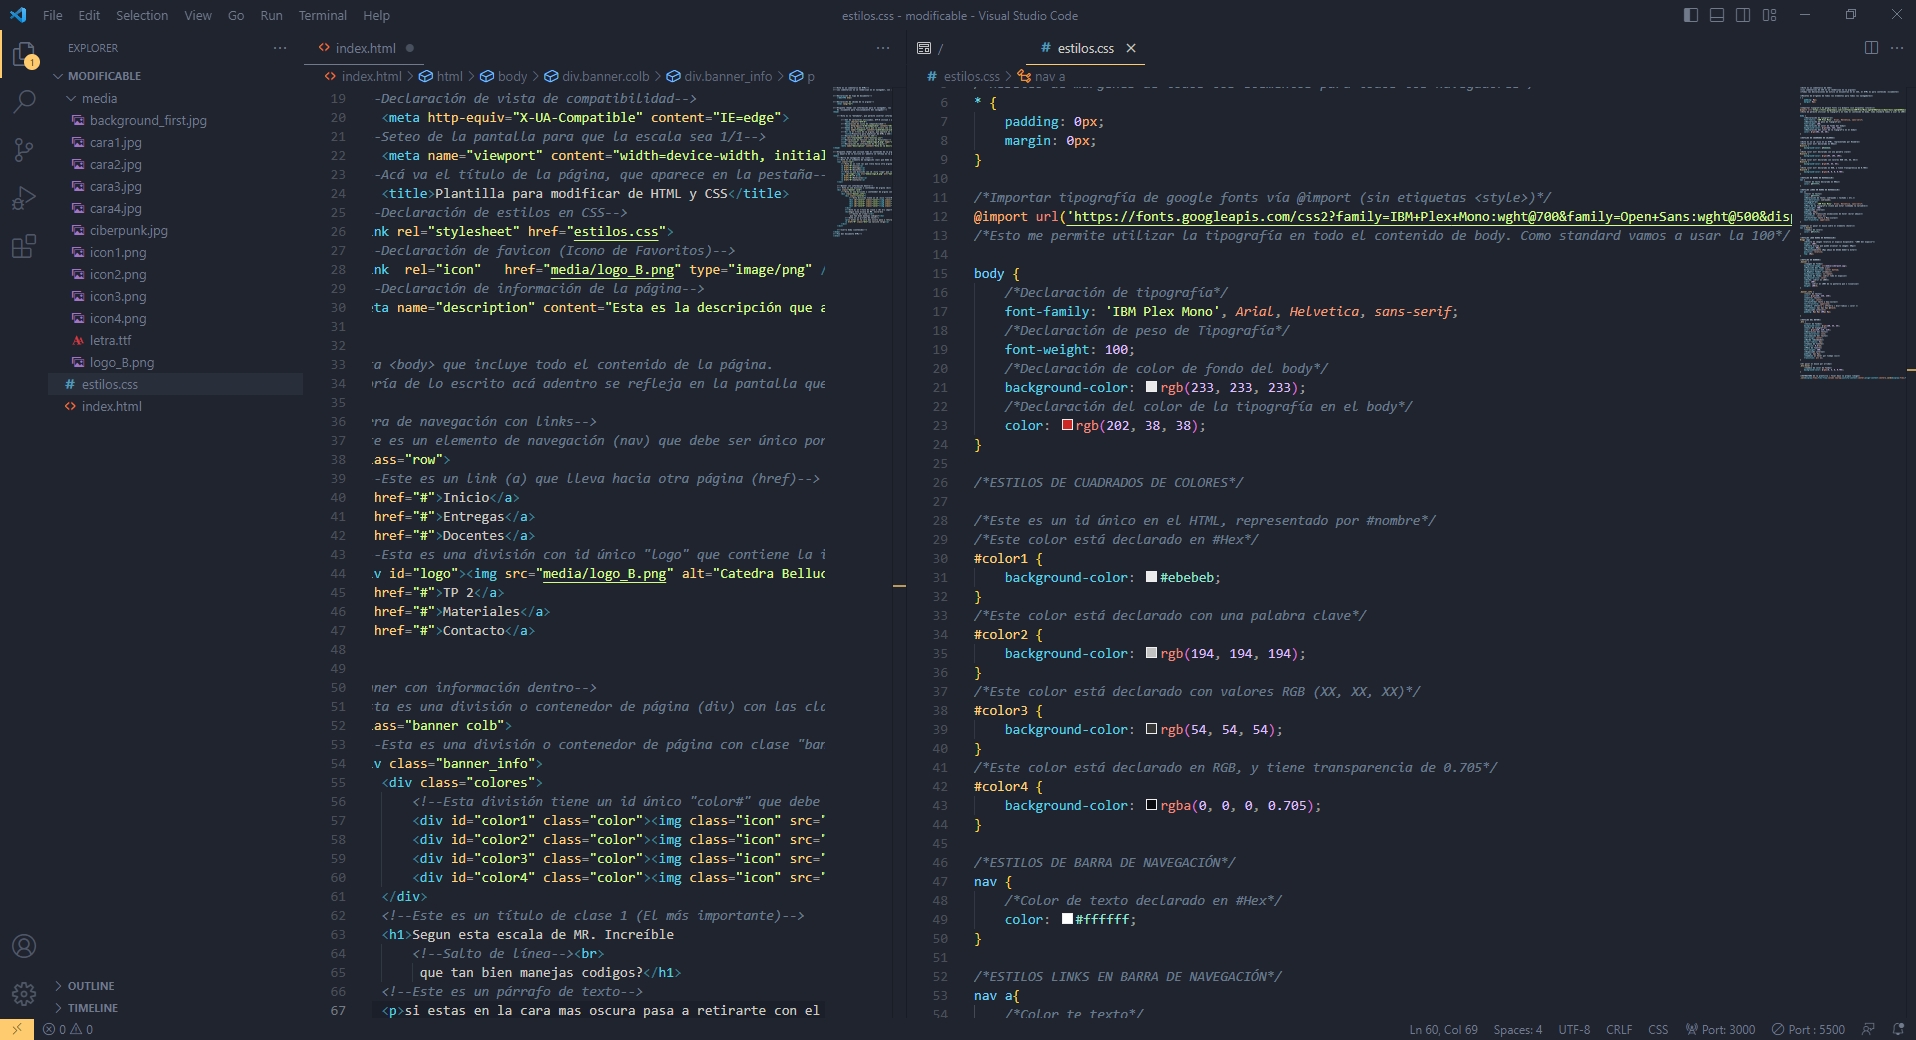 File Edit Selection View Go Run Terminal Help
estilos.css - modificable - Visual Studio Code
EXPLORER
MODIFICABLE
media
background_first.jpg
cara1.jpg
cara2.jpg
cara3.jpg
cara4.jpg
ciberpunk.jpg
icon1.png
icon2.png
icon3.png
icon4.png
letra.ttf
logo_B.png
# estilos.css
<> index.html
OUTLINE
TIMELINE
1
<> index.html
<> index.html > html > body > div.banner.colb > div.banner_info > p
19 -Declaración de vista de compatibilidad-->
20 <meta http-equiv="X-UA-Compatible" content="IE=edge">
21 -Seteo de la pantalla para que la escala sea 1/1-->
22 <meta name="viewport" content="width=device-width, initial
23 -Acá va el título de la página, que aparece en la pestaña--
24 <title>Plantilla para modificar de HTML y CSS</title>
25 -Declaración de estilos en CSS-->
26 nk rel="stylesheet" href="estilos.css">
27 -Declaración de favicon (Icono de Favoritos)-->
28 nk rel="icon" href="media/logo_B.png" type="image/png" /
29 -Declaración de información de la página-->
30 ta name="description" content="Esta es la descripción que a
31
32
33 a <body> que incluye todo el contenido de la página.
34 ría de lo escrito acá adentro se refleja en la pantalla que
35
36 ra de navegación con links-->
37 te es un elemento de navegación (nav) que debe ser único por
38 ass="row">
39 -Este es un link (a) que lleva hacia otra página (href)-->
40 href="#">Inicio</a>
41 href="#">Entregas</a>
42 href="#">Docentes</a>
43 -Esta es una división con id único "logo" que contiene la i
44 v id="logo"><img src="media/logo_B.png" alt="Catedra Belluc
45 href="#">TP 2</a>
46 href="#">Materiales</a>
47 href="#">Contacto</a>
48
49
50 ner con información dentro-->
51 ta es una división o contenedor de página (div) con las cla
52 ass="banner colb">
53 -Esta es una división o contenedor de página con clase "ban
54 v class="banner_info">
55 <div class="colores">
56 <!--Esta división tiene un id único "color#" que debe
57 <div id="color1" class="color"><img class="icon" src="
58 <div id="color2" class="color"><img class="icon" src="
59 <div id="color3" class="color"><img class="icon" src="
60 <div id="color4" class="color"><img class="icon" src="
61 </div>
62 <!--Este es un título de clase 1 (El más importante)-->
63 <h1>Segun esta escala de MR. Increíble
64 <!--Salto de línea--><br>
65 que tan bien manejas codigos?</h1>
66 <!--Este es un párrafo de texto-->
67 <p>si estas en la cara mas oscura pasa a retirarte con el
/ # estilos.css
# estilos.css > nav a
6 * {
7 padding: 0px;
8 margin: 0px;
9 }
10
11 /*Importar tipografía de google fonts vía @import (sin etiquetas <style>)*/
12 @import url('https://fonts.googleapis.com/css2?family=IBM+Plex+Mono:wght@700&family=Open+Sans:wght@500&disp
13 /*Esto me permite utilizar la tipografía en todo el contenido de body. Como standard vamos a usar la 100*/
14
15 body {
16 /*Declaración de tipografía*/
17 font-family: 'IBM Plex Mono', Arial, Helvetica, sans-serif;
18 /*Declaración de peso de Tipografía*/
19 font-weight: 100;
20 /*Declaración de color de fondo del body*/
21 background-color: rgb(233, 233, 233);
22 /*Declaración del color de la tipografía en el body*/
23 color: rgb(202, 38, 38);
24 }
25
26 /*ESTILOS DE CUADRADOS DE COLORES*/
27
28 /*Este es un id único en el HTML, representado por #nombre*/
29 /*Este color está declarado en #Hex*/
30 #color1 {
31 background-color: #ebebeb;
32 }
33 /*Este color está declarado con una palabra clave*/
34 #color2 {
35 background-color: rgb(194, 194, 194);
36 }
37 /*Este color está declarado con valores RGB (XX, XX, XX)*/
38 #color3 {
39 background-color: rgb(54, 54, 54);
40 }
41 /*Este color está declarado en RGB, y tiene transparencia de 0.705*/
42 #color4 {
43 background-color: rgba(0, 0, 0, 0.705);
44 }
45
46 /*ESTILOS DE BARRA DE NAVEGACIÓN*/
47 nav {
48 /*Color de texto declarado en #Hex*/
49 color: #ffffff;
50 }
51
52 /*ESTILOS LINKS EN BARRA DE NAVEGACIÓN*/
53 nav a{
54 /*Color te texto*/
0 0
Ln 60, Col 69 Spaces: 4 UTF-8 CRLF CSS Port: 3000 Port : 5500